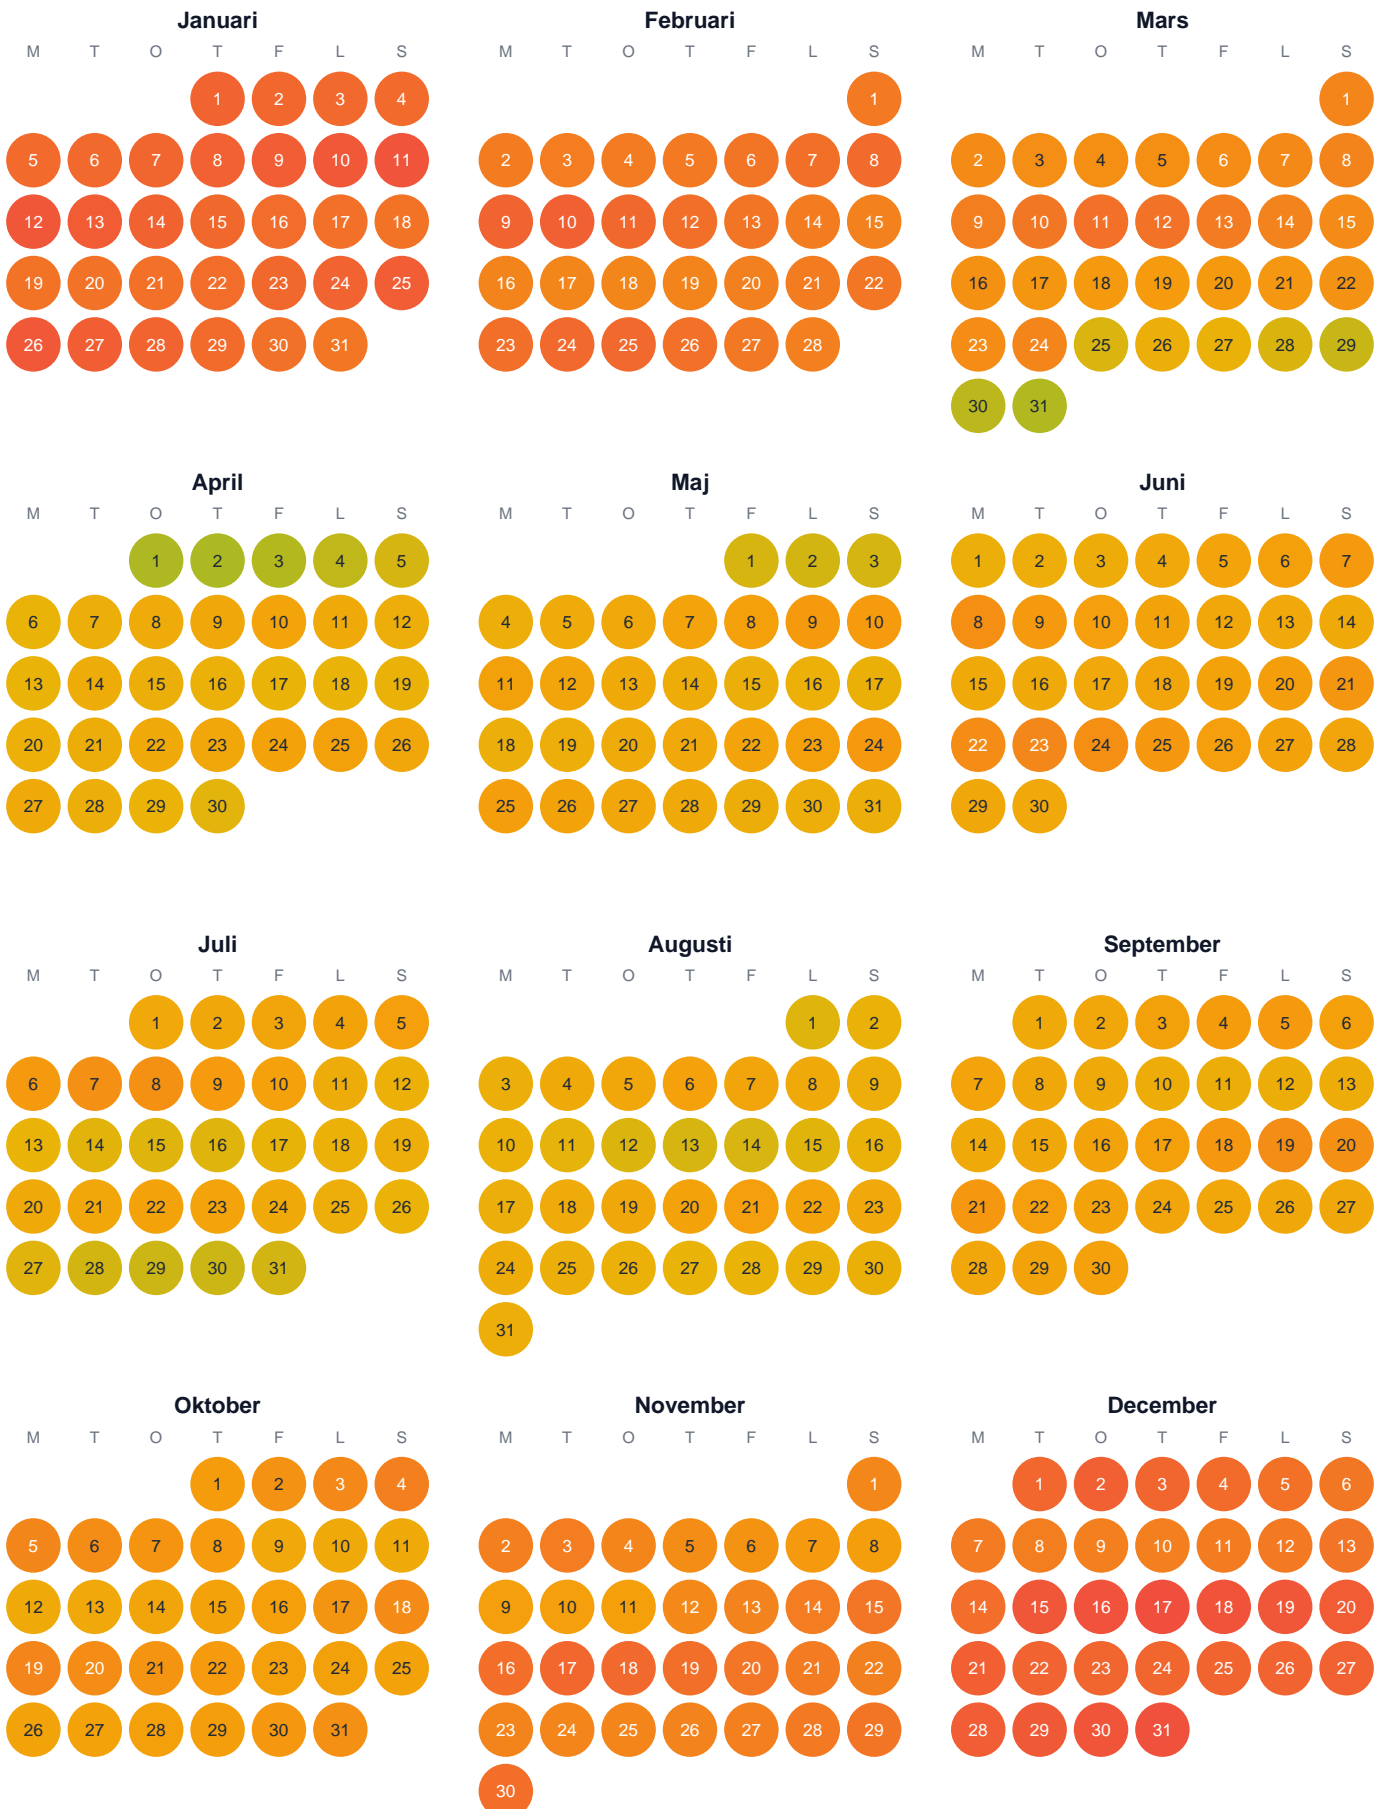 Januari Februari Mars
M T O T F L S M T O T F L S M T O T F L S
1 2 3 4 1 1
5 6 7 8 9 10 11 2 3 4 5 6 7 8 2 3 4 5 6 7 8
12 13 14 15 16 17 18 9 10 11 12 13 14 15 9 10 11 12 13 14 15
19 20 21 22 23 24 25 16 17 18 19 20 21 22 16 17 18 19 20 21 22
26 27 28 29 30 31 23 24 25 26 27 28 23 24 25 26 27 28 29
30 31
April Maj Juni
M T O T F L S M T O T F L S M T O T F L S
1 2 3 4 5 1 2 3 1 2 3 4 5 6 7
6 7 8 9 10 11 12 4 5 6 7 8 9 10 8 9 10 11 12 13 14
13 14 15 16 17 18 19 11 12 13 14 15 16 17 15 16 17 18 19 20 21
20 21 22 23 24 25 26 18 19 20 21 22 23 24 22 23 24 25 26 27 28
27 28 29 30 25 26 27 28 29 30 31 29 30
Juli Augusti September
M T O T F L S M T O T F L S M T O T F L S
1 2 3 4 5 1 2 1 2 3 4 5 6
6 7 8 9 10 11 12 3 4 5 6 7 8 9 7 8 9 10 11 12 13
13 14 15 16 17 18 19 10 11 12 13 14 15 16 14 15 16 17 18 19 20
20 21 22 23 24 25 26 17 18 19 20 21 22 23 21 22 23 24 25 26 27
27 28 29 30 31 24 25 26 27 28 29 30 28 29 30
31
Oktober November December
M T O T F L S M T O T F L S M T O T F L S
1 2 3 4 1 1 2 3 4 5 6
5 6 7 8 9 10 11 2 3 4 5 6 7 8 7 8 9 10 11 12 13
12 13 14 15 16 17 18 9 10 11 12 13 14 15 14 15 16 17 18 19 20
19 20 21 22 23 24 25 16 17 18 19 20 21 22 21 22 23 24 25 26 27
26 27 28 29 30 31 23 24 25 26 27 28 29 28 29 30 31
30